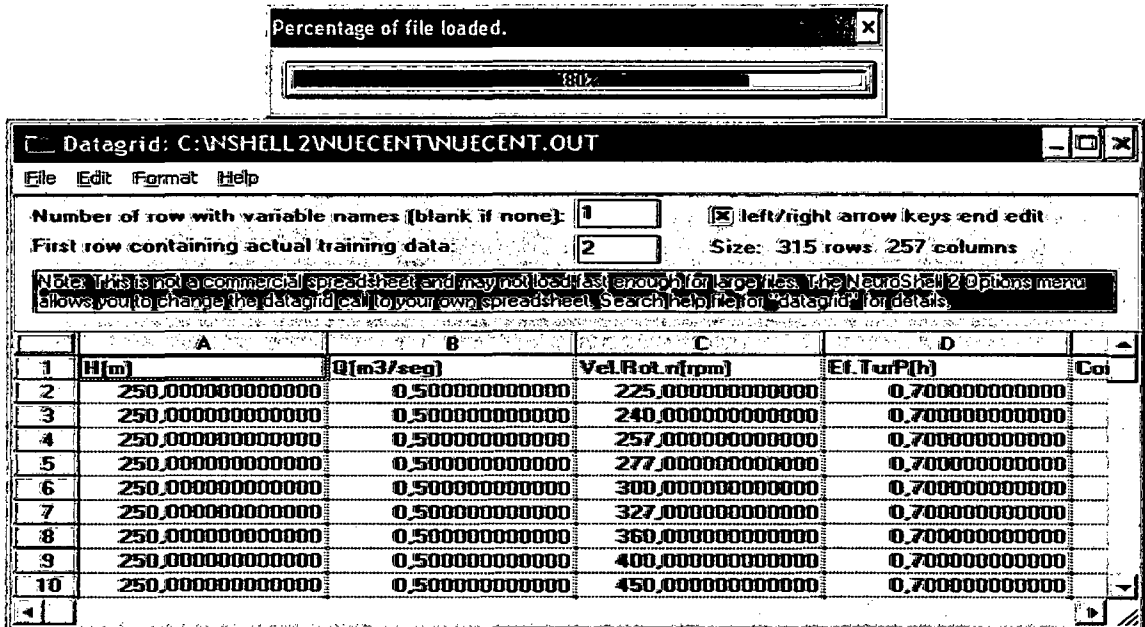 Percentage of file loaded.
80%
Datagrid: C:\NSHELL2\NUECENT\NUECENT.OUT
File Edit Format Help
Number of row with variable names (blank if none): 1 left/right arrow keys end edit
First row containing actual training data: 2 Size: 315 rows 257 columns
Note: This is not a commercial spreadsheet and may not load fast enough for large files. The NeuroShell 2 Options menu
allows you to change the datagrid call to your own spreadsheet. Search help file for "datagrid" for details.
A B C D
1 H(m) Q(m3/seg) Vel.Rot.n(rpm) Ef.TurP(h) Coi
2 250,000000000000 0,500000000000 225,000000000000 0,700000000000
3 250,000000000000 0,500000000000 240,000000000000 0,700000000000
4 250,000000000000 0,500000000000 257,000000000000 0,700000000000
5 250,000000000000 0,500000000000 277,000000000000 0,700000000000
6 250,000000000000 0,500000000000 300,000000000000 0,700000000000
7 250,000000000000 0,500000000000 327,000000000000 0,700000000000
8 250,000000000000 0,500000000000 360,000000000000 0,700000000000
9 250,000000000000 0,500000000000 400,000000000000 0,700000000000
10 250,000000000000 0,500000000000 450,000000000000 0,700000000000